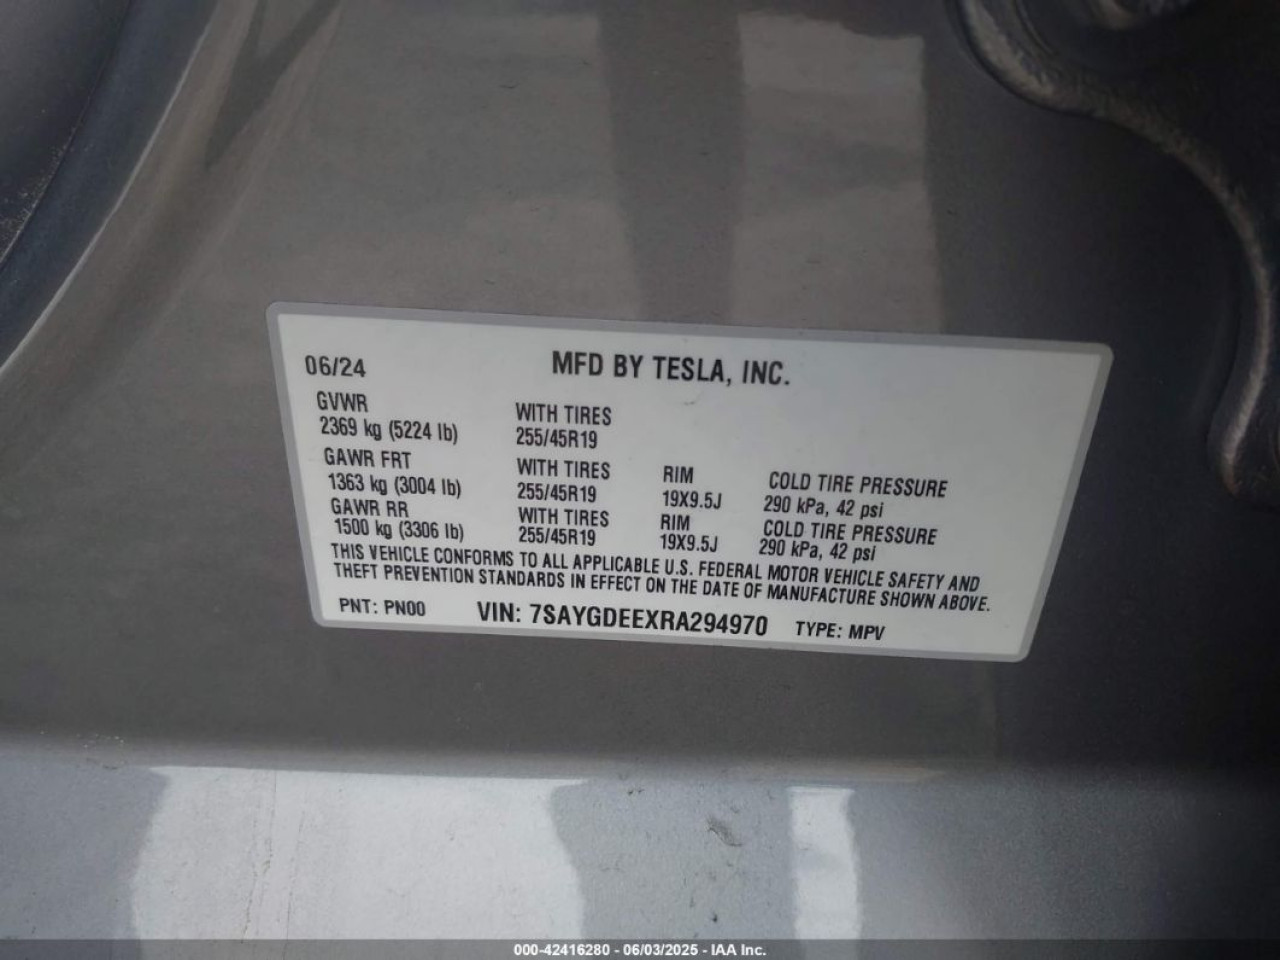 06/24 MFD BY TESLA, INC.
GVWR WITH TIRES
2369 kg (5224 lb) 255/45R19
GAWR FRT WITH TIRES RIM COLD TIRE PRESSURE
1363 kg (3004 lb) 255/45R19 19X9.5J 290 kPa, 42 psi
GAWR RR WITH TIRES RIM COLD TIRE PRESSURE
1500 kg (3306 lb) 255/45R19 19X9.5J 290 kPa, 42 psi
THIS VEHICLE CONFORMS TO ALL APPLICABLE U.S. FEDERAL MOTOR VEHICLE SAFETY AND
THEFT PREVENTION STANDARDS IN EFFECT ON THE DATE OF MANUFACTURE SHOWN ABOVE.
PNT: PN00 VIN: 7SAYGDEEXRA294970 TYPE: MPV
000-42416280 - 06/03/2025 - IAA Inc.